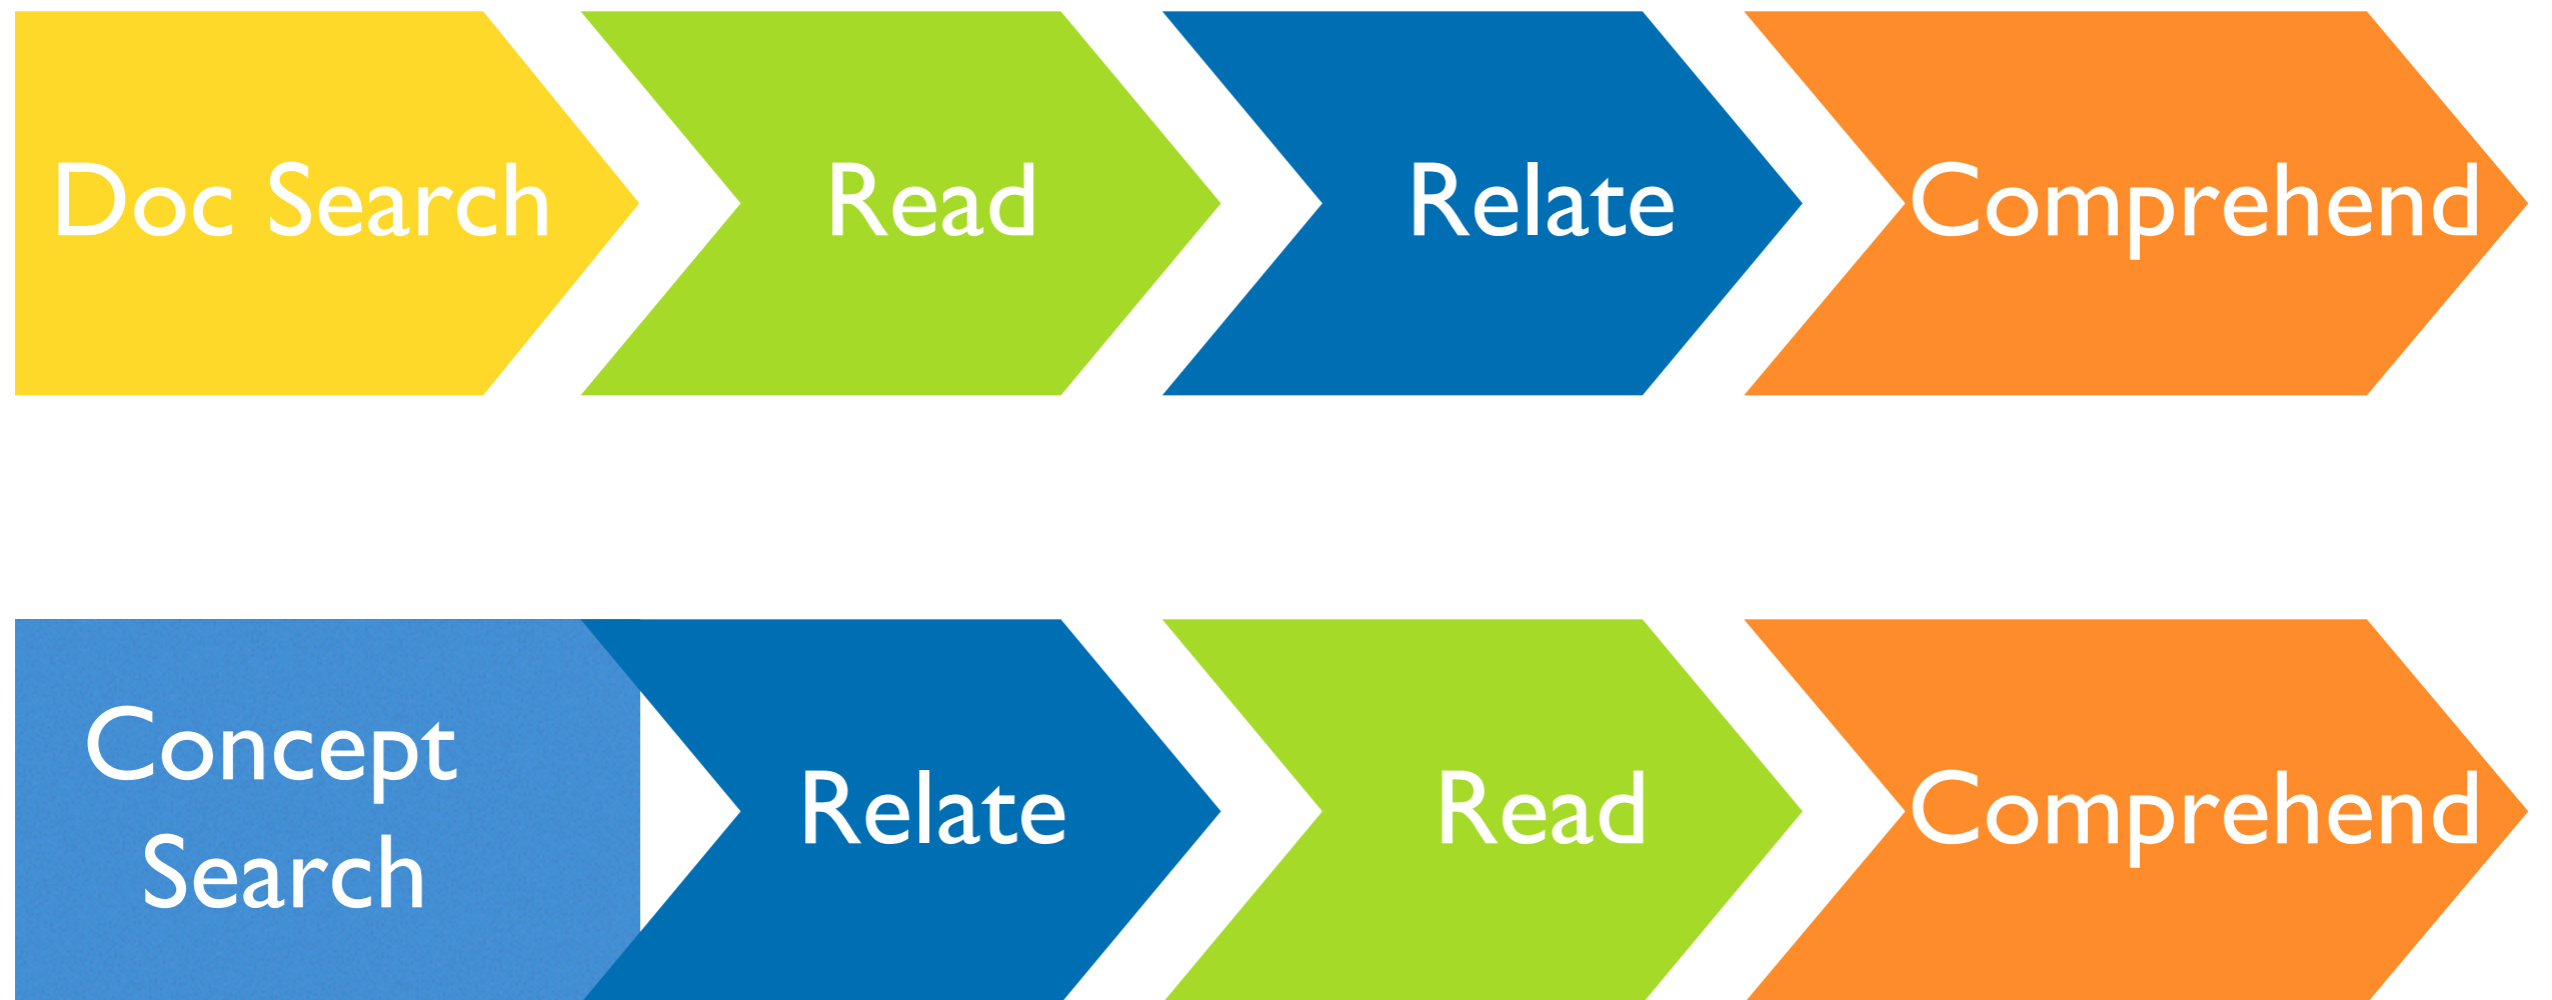 Doc Search
Read
Relate
Comprehend
Concept
Search
Relate
Read
Comprehend